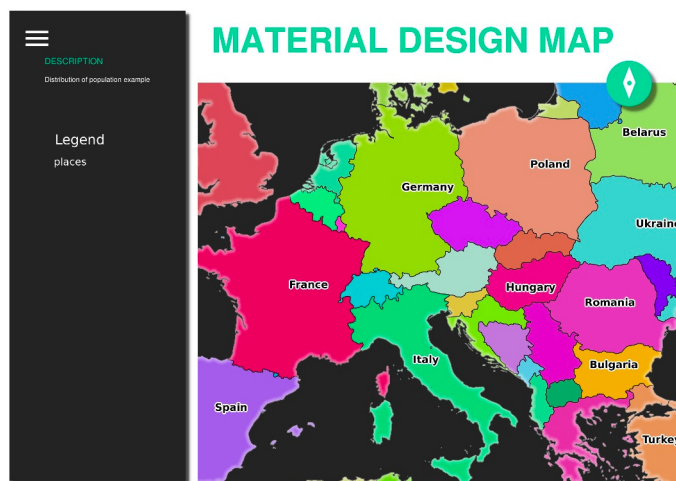 MATERIAL DESIGN MAP
DESCRIPTION
Distribution of population example
Legend
places
Belarus
Poland
Germany
Ukraine
France
Hungary
Romania
Italy
Bulgaria
Spain
Turkey